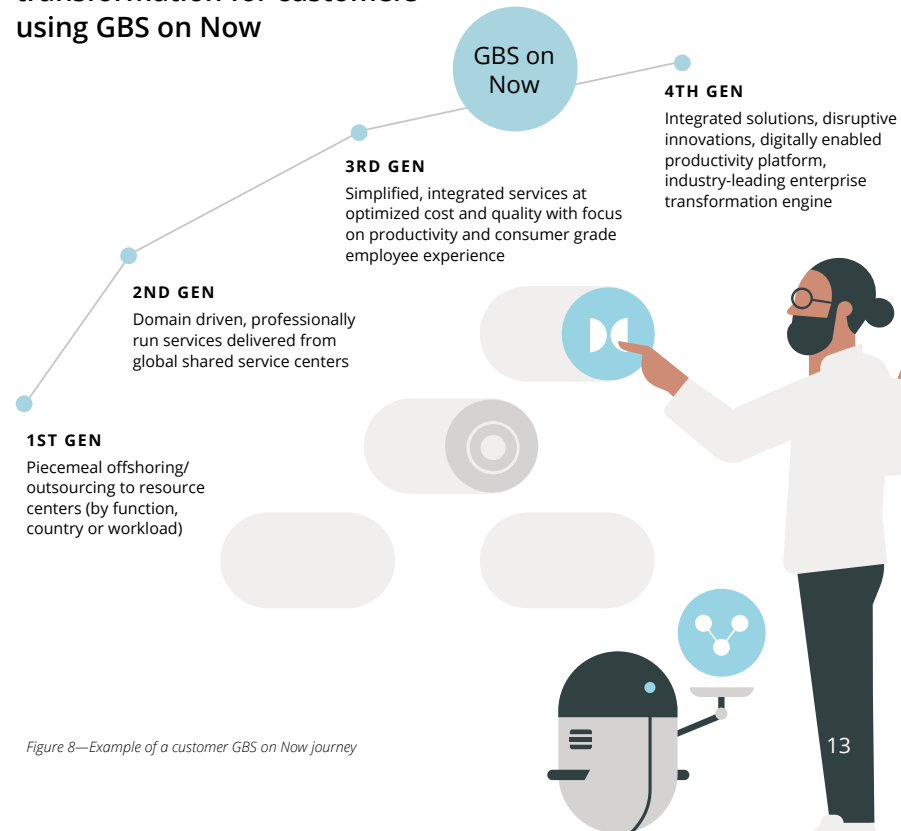 transformation for customers
using GBS on Now
GBS on
Now
4TH GEN
Integrated solutions, disruptive
innovations, digitally enabled
productivity platform,
industry-leading enterprise
transformation engine
3RD GEN
Simplified, integrated services at
optimized cost and quality with focus
on productivity and consumer grade
employee experience
2ND GEN
Domain driven, professionally
run services delivered from
global shared service centers
1ST GEN
Piecemeal offshoring/
outsourcing to resource
centers (by function,
country or workload)
Figure 8—Example of a customer GBS on Now journey
13